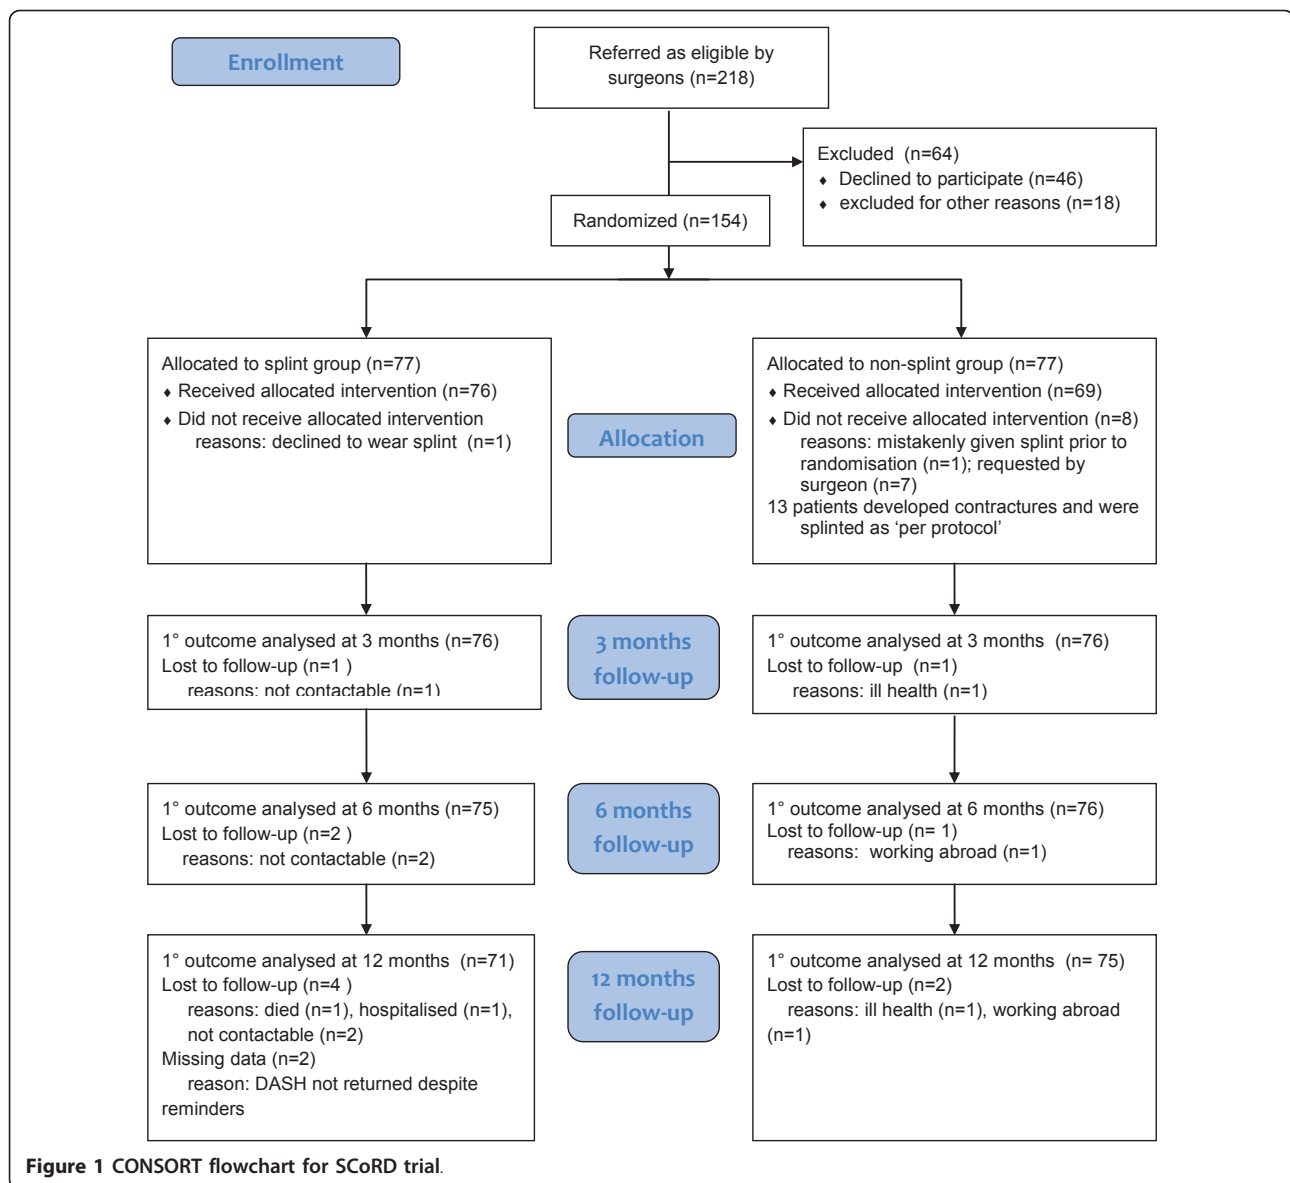 Enrollment
Referred as eligible by
surgeons (n=218)
Excluded (n=64)
♦ Declined to participate (n=46)
♦ excluded for other reasons (n=18)
Randomized (n=154)
Allocated to splint group (n=77)
♦ Received allocated intervention (n=76)
♦ Did not receive allocated intervention
reasons: declined to wear splint (n=1)
Allocation
Allocated to non-splint group (n=77)
♦ Received allocated intervention (n=69)
♦ Did not receive allocated intervention (n=8)
reasons: mistakenly given splint prior to
randomisation (n=1); requested by
surgeon (n=7)
13 patients developed contractures and were
splinted as ‘per protocol’
1° outcome analysed at 3 months (n=76)
Lost to follow-up (n=1 )
reasons: not contactable (n=1)
3 months
follow-up
1° outcome analysed at 3 months (n=76)
Lost to follow-up (n=1)
reasons: ill health (n=1)
1° outcome analysed at 6 months (n=75)
Lost to follow-up (n=2 )
reasons: not contactable (n=2)
6 months
follow-up
1° outcome analysed at 6 months (n=76)
Lost to follow-up (n= 1)
reasons: working abroad (n=1)
1° outcome analysed at 12 months (n=71)
Lost to follow-up (n=4 )
reasons: died (n=1), hospitalised (n=1),
not contactable (n=2)
Missing data (n=2)
reason: DASH not returned despite
reminders
12 months
follow-up
1° outcome analysed at 12 months (n= 75)
Lost to follow-up (n=2)
reasons: ill health (n=1), working abroad
(n=1)
Figure 1 CONSORT flowchart for SCoRD trial.